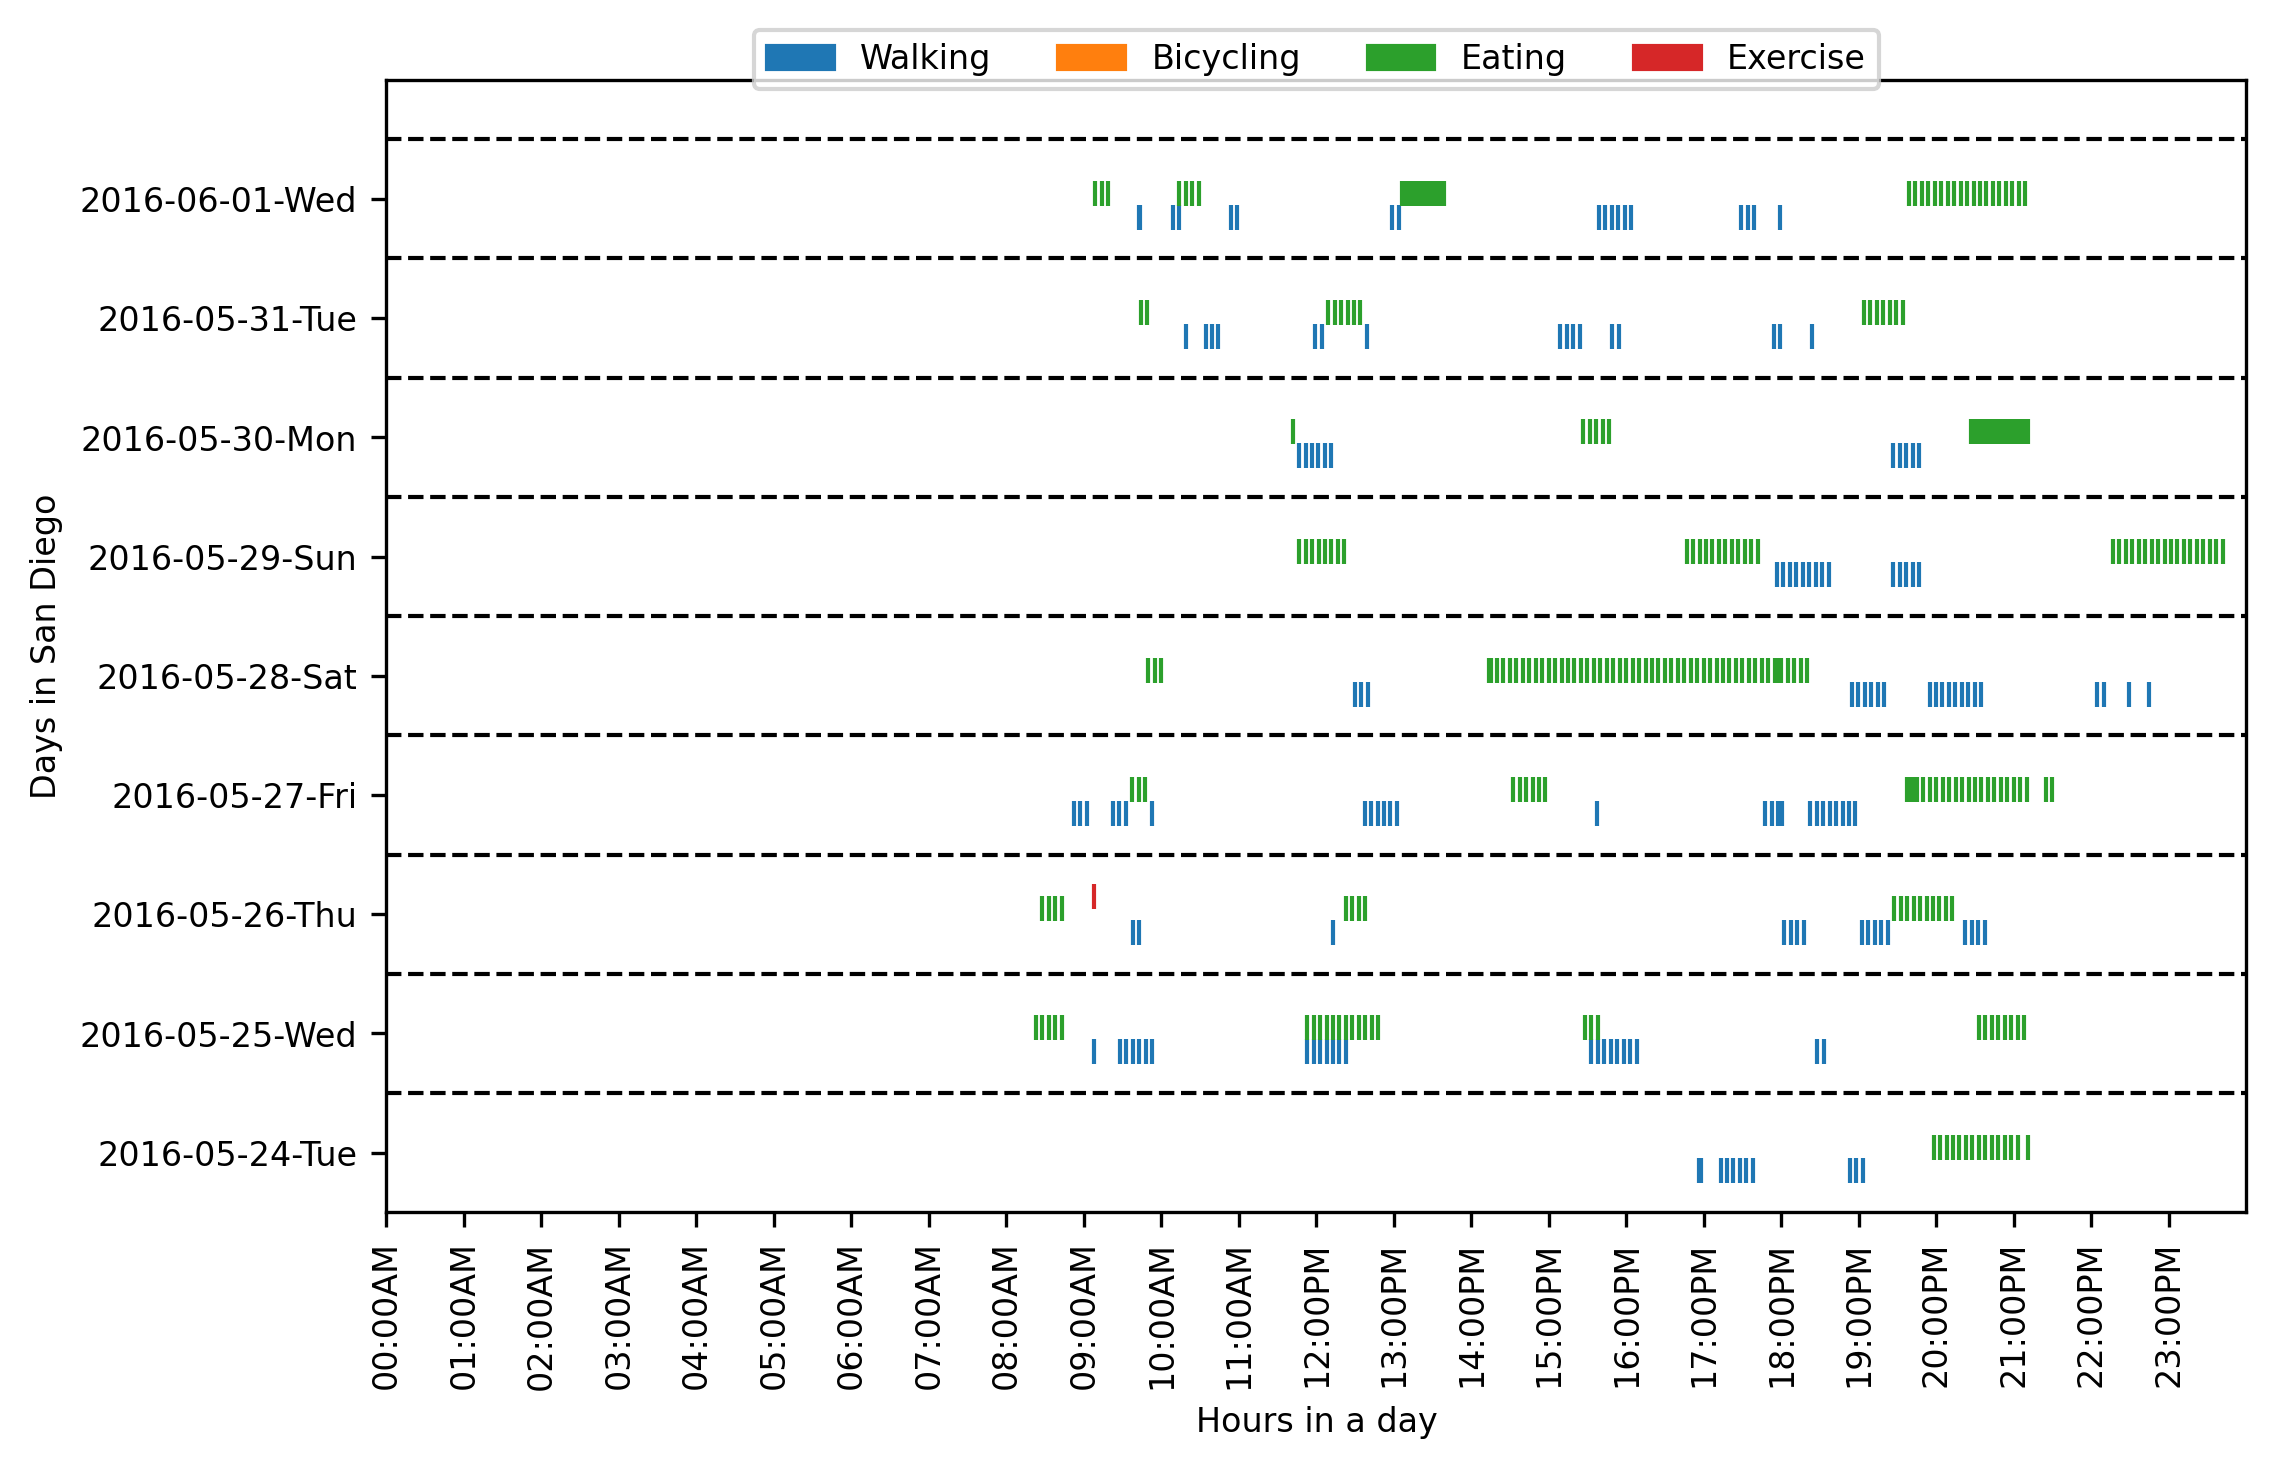 Walking Bicycling Eating Exercise
2016-06-01-Wed
2016-05-31-Tue
2016-05-30-Mon
2016-05-29-Sun
2016-05-28-Sat
2016-05-27-Fri
2016-05-26-Thu
2016-05-25-Wed
2016-05-24-Tue
Days in San Diego
00:00AM
01:00AM
02:00AM
03:00AM
04:00AM
05:00AM
06:00AM
07:00AM
08:00AM
09:00AM
10:00AM
11:00AM
12:00PM
13:00PM
14:00PM
15:00PM
16:00PM
17:00PM
18:00PM
19:00PM
20:00PM
21:00PM
22:00PM
23:00PM
Hours in a day